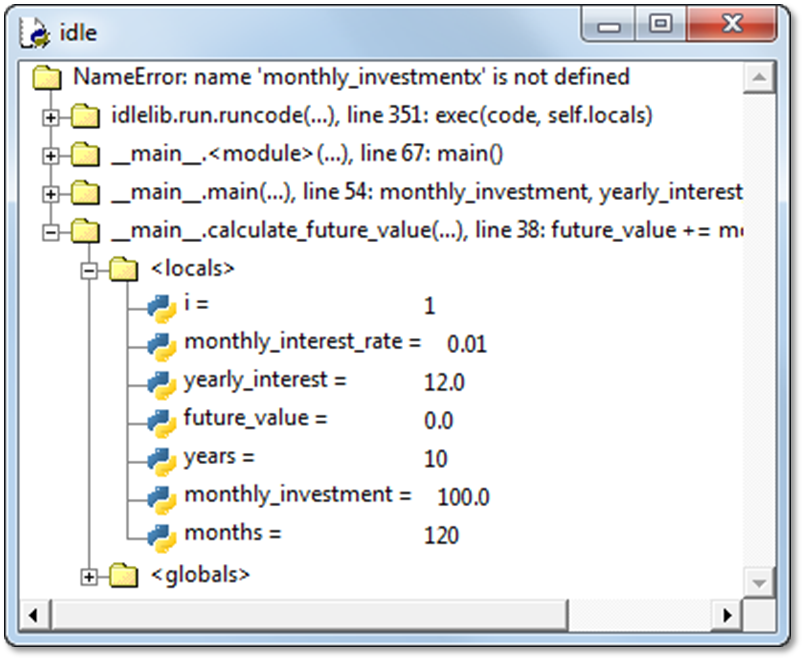 idle
NameError: name 'monthly_investmentx' is not defined
idlelib.run.runcode(...), line 351: exec(code, self.locals)
__main__.<module>(...), line 67: main()
__main__.main(...), line 54: monthly_investment, yearly_interest
__main__.calculate_future_value(...), line 38: future_value +=
<locals>
i = 1
monthly_interest_rate = 0.01
yearly_interest = 12.0
future_value = 0.0
years = 10
monthly_investment = 100.0
months = 120
<globals>